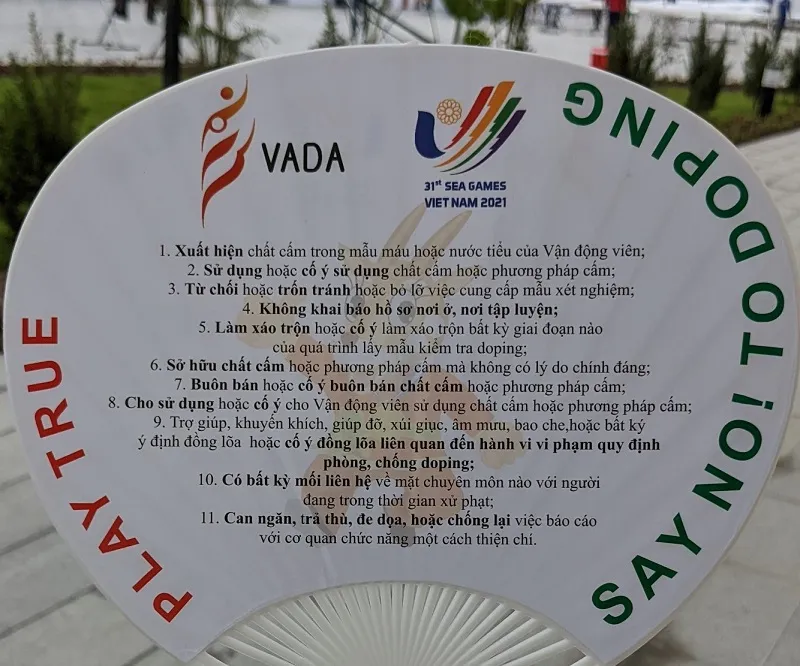 VADA
31st SEA GAMES
VIET NAM 2021
SAY NO! TO DOPING
PLAY TRUE
1. Xuất hiện chất cấm trong mẫu máu hoặc nước tiểu của Vận động viên;
2. Sử dụng hoặc cố ý sử dụng chất cấm hoặc phương pháp cấm;
3. Từ chối hoặc trốn tránh hoặc bỏ lỡ việc cung cấp mẫu xét nghiệm;
4. Không khai báo hồ sơ nơi ở, nơi tập luyện;
5. Làm xáo trộn hoặc cố ý làm xáo trộn bất kỳ giai đoạn nào
của quá trình lấy mẫu kiểm tra doping;
6. Sở hữu chất cấm hoặc phương pháp cấm mà không có lý do chính đáng;
7. Buôn bán hoặc cố ý buôn bán chất cấm hoặc phương pháp cấm;
8. Cho sử dụng hoặc cố ý cho Vận động viên sử dụng chất cấm hoặc phương pháp cấm;
9. Trợ giúp, khuyến khích, giúp đỡ, xúi giục, âm mưu, bao che,hoặc bất kỳ
ý định đồng lõa hoặc cố ý đồng lõa liên quan đến hành vi vi phạm quy định
phòng, chống doping;
10. Có bất kỳ mối liên hệ về mặt chuyên môn nào với người
đang trong thời gian xử phạt;
11. Can ngăn, trả thù, đe dọa, hoặc chống lại việc báo cáo
với cơ quan chức năng một cách thiện chí.